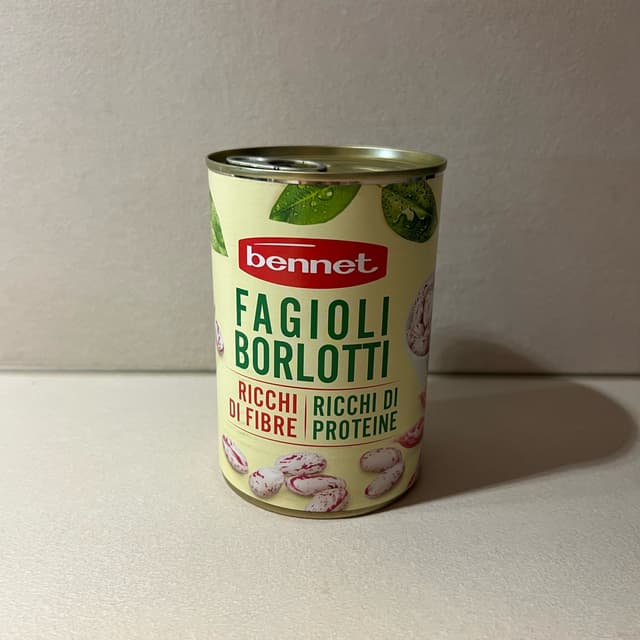 bennet
FAGIOLI
BORLOTTI
RICCHI
DI FIBRE
RICCHI DI
PROTEINE